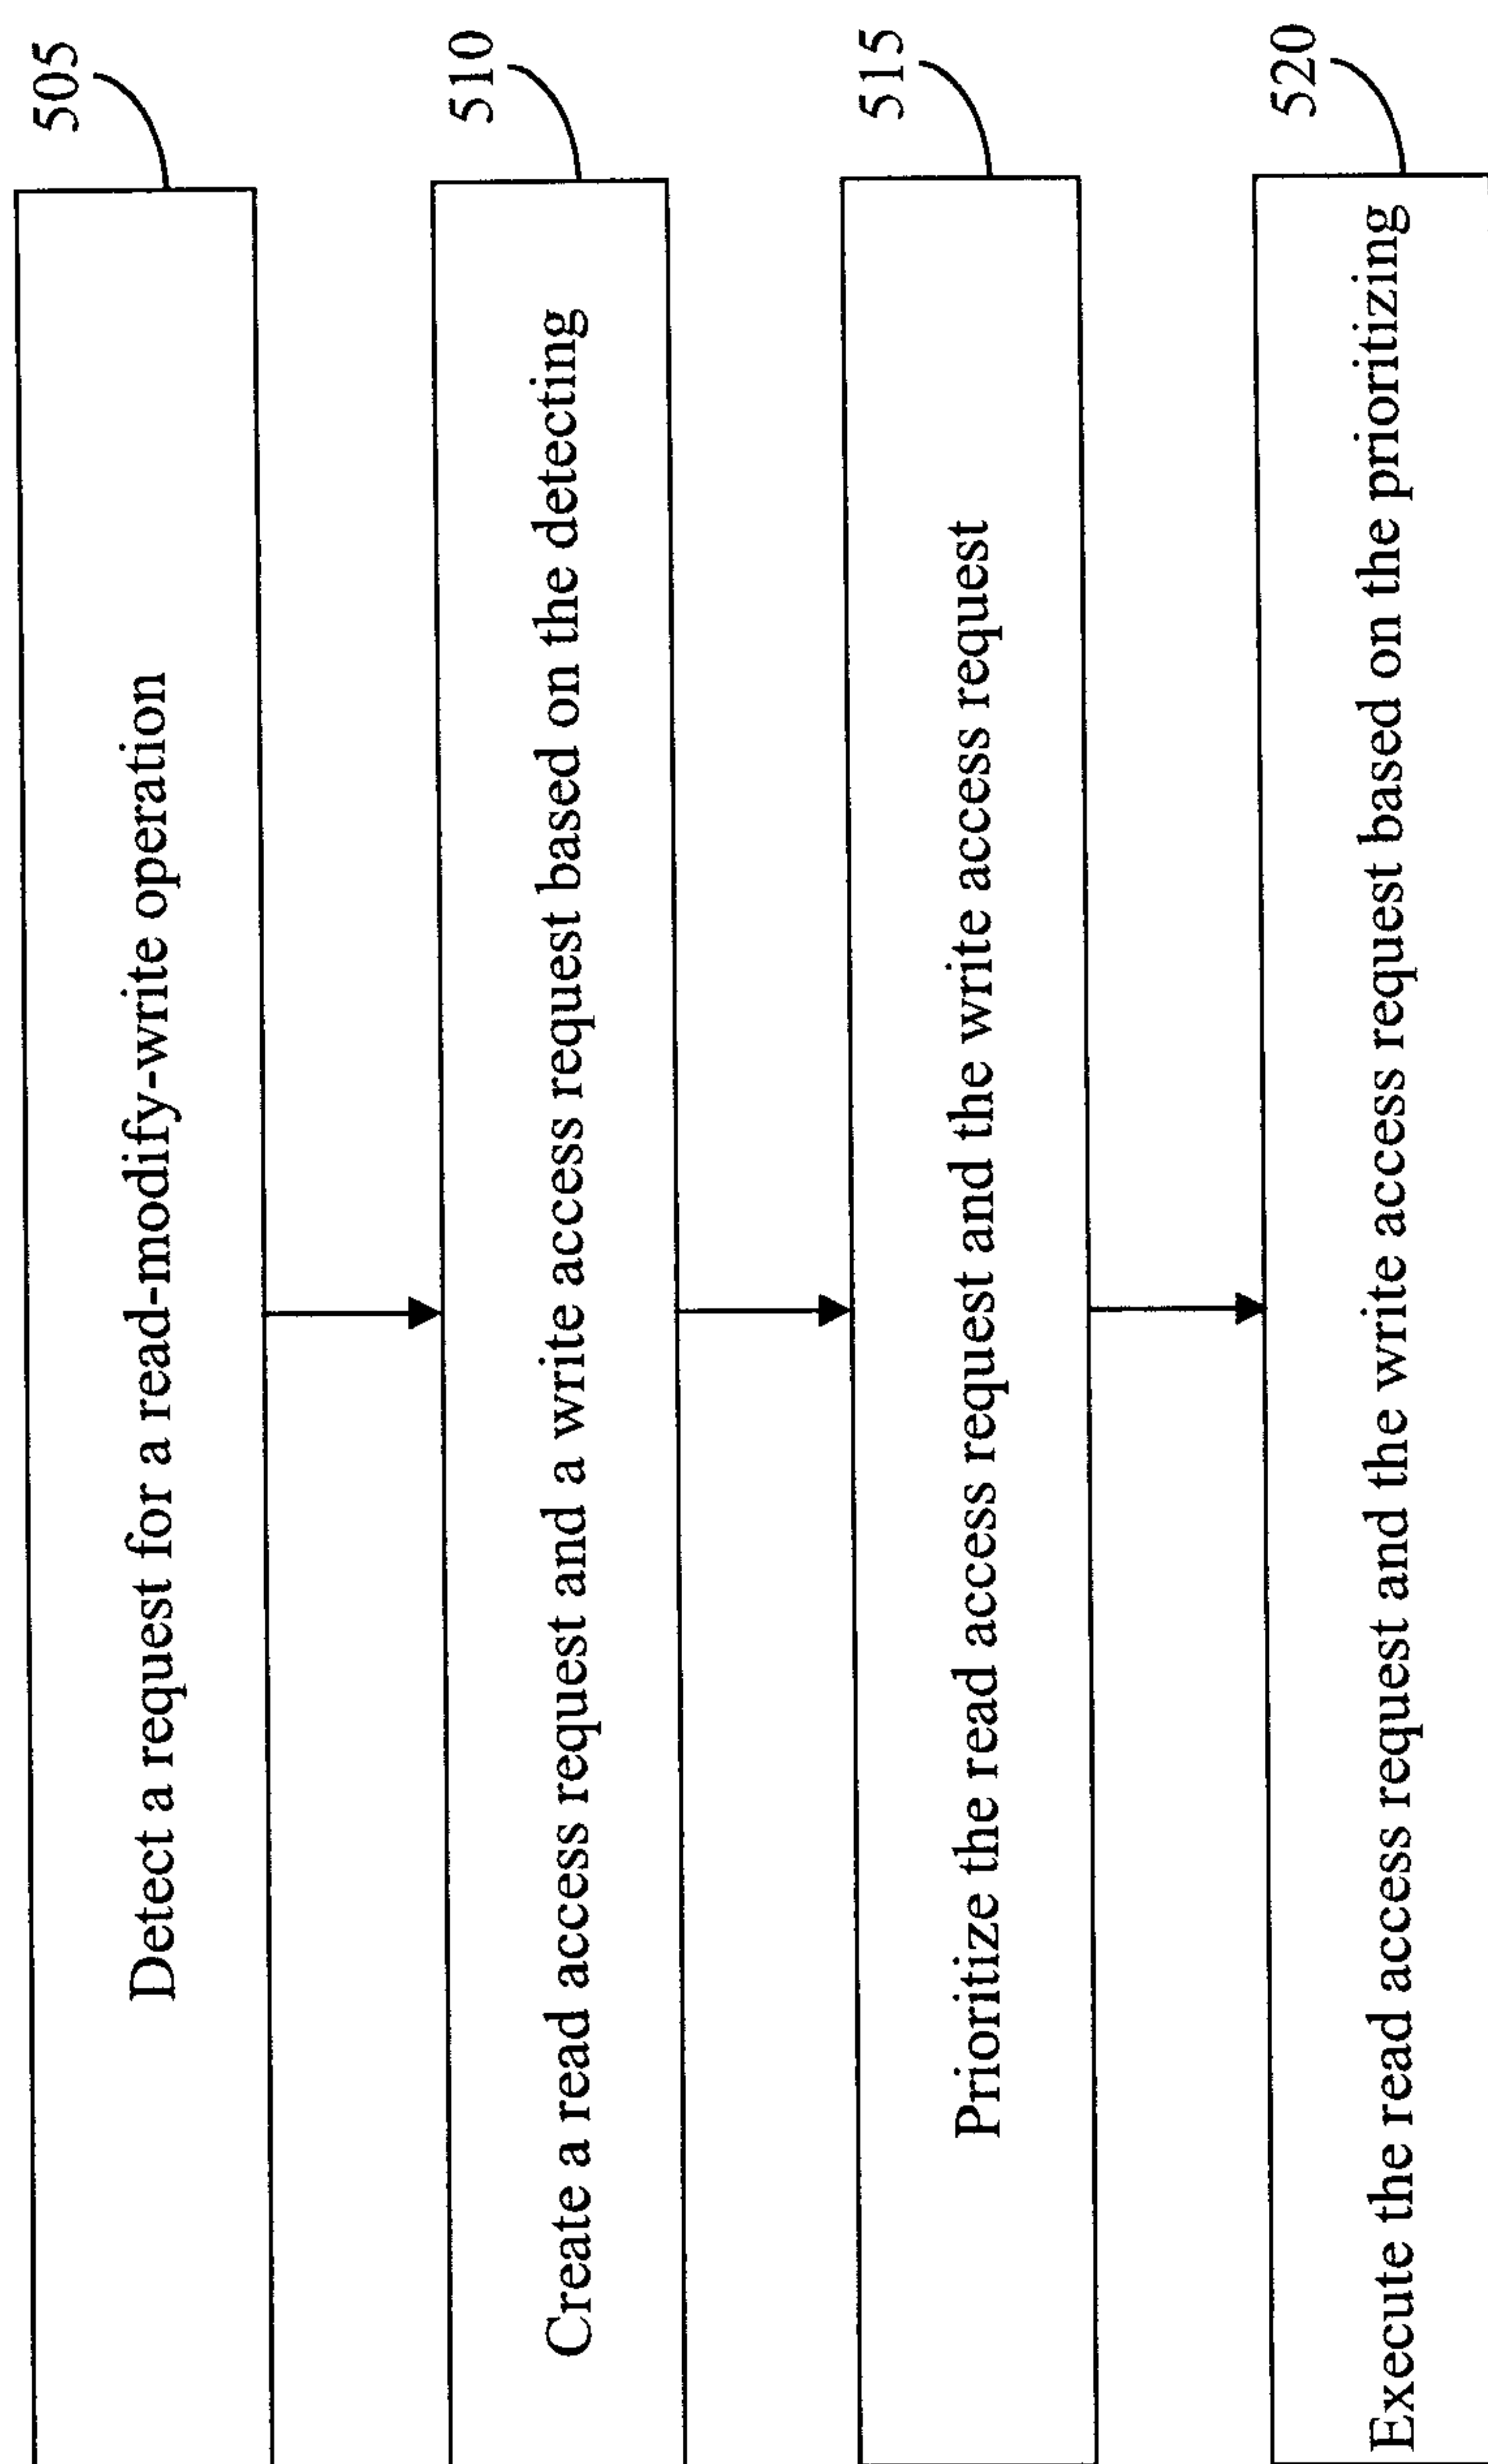 505
Detect a request for a read-modify-write operation
510
Create a read access request and a write access request based on the detecting
515
Prioritize the read access request and the write access request
520
Execute the read access request and the write access request based on the prioritizing